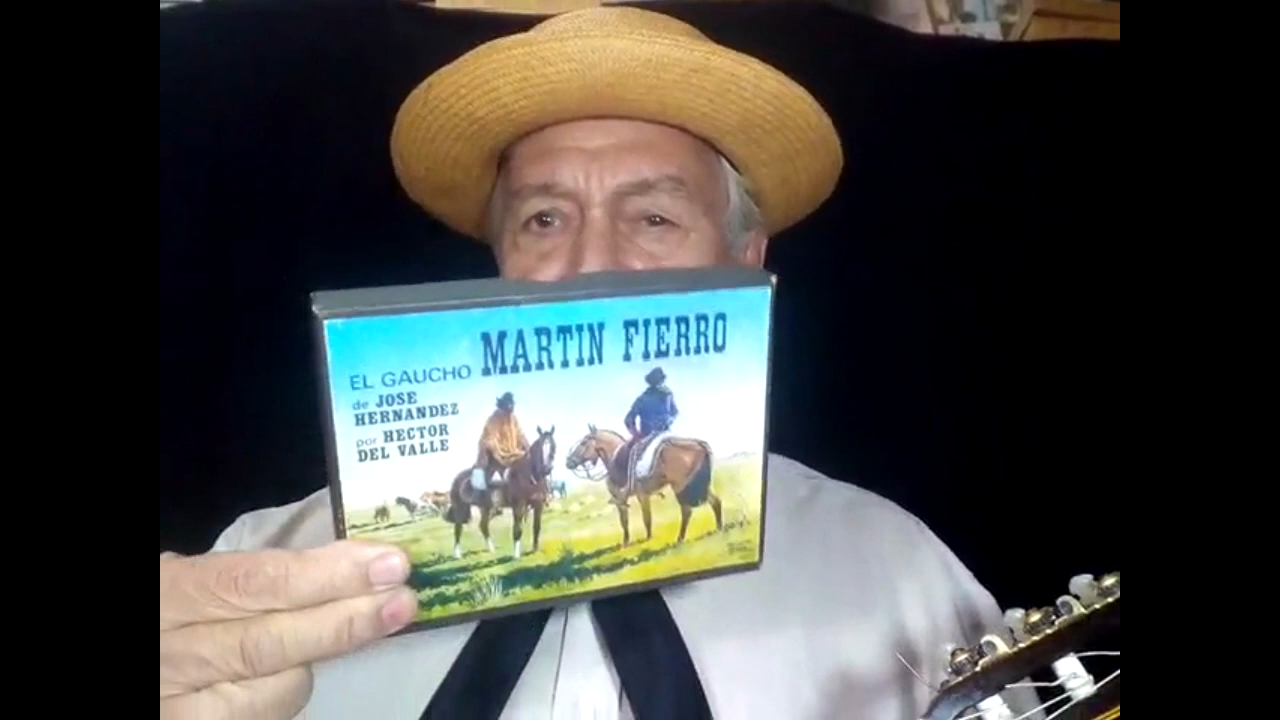 EL GAUCHO MARTIN FIERRO
de JOSE
HERNANDEZ
por HECTOR
DEL VALLE